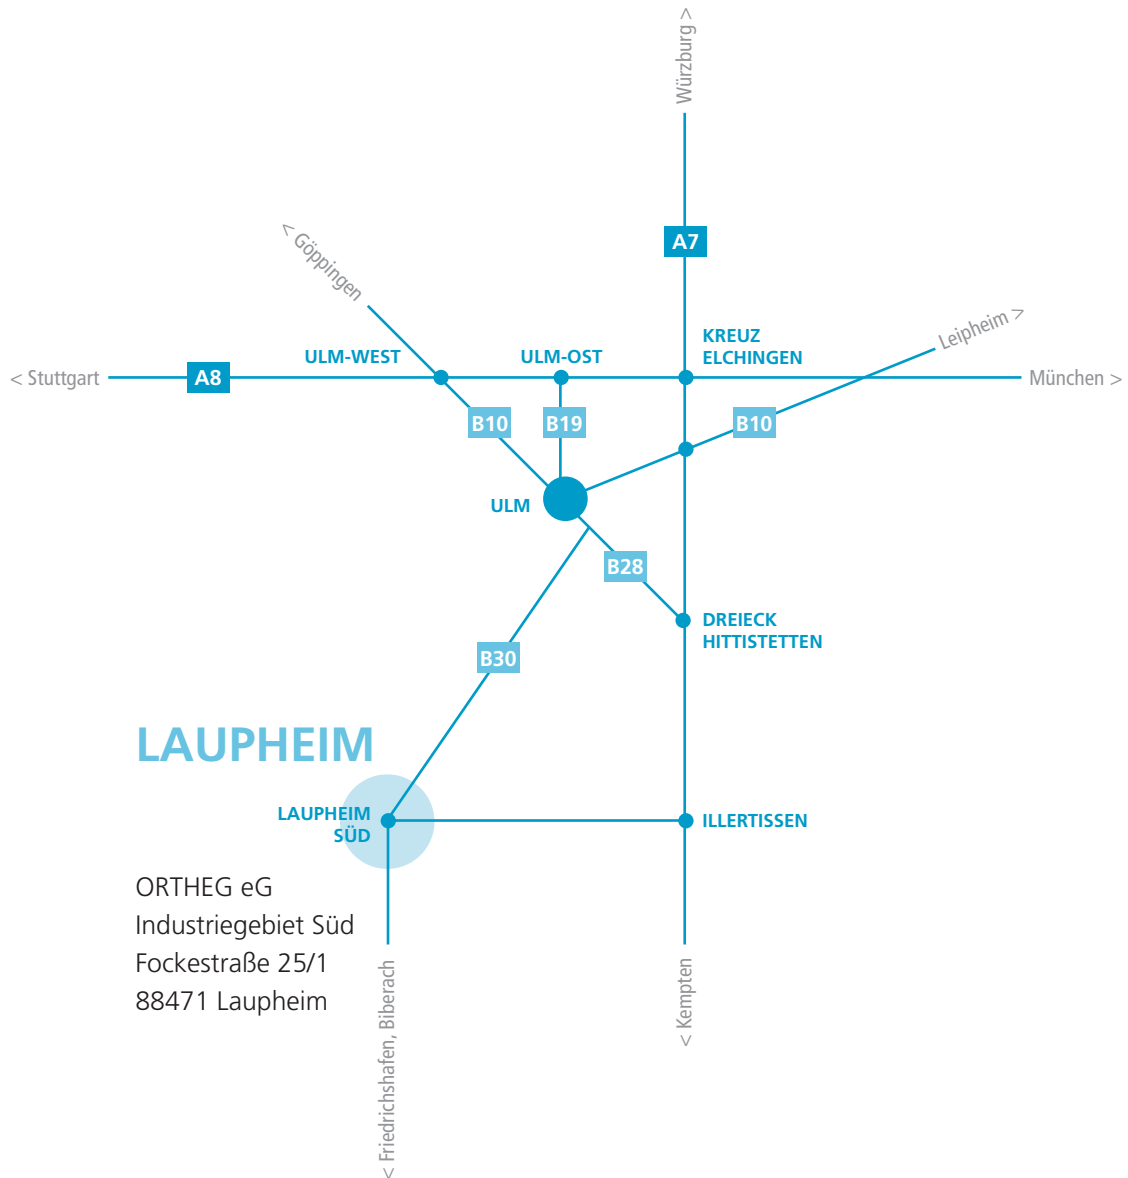 Würzburg >
A7
< Göppingen
Leipheim >
KREUZ
ELCHINGEN
ULM-WEST
ULM-OST
< Stuttgart
A8
München >
B10
B19
B10
ULM
B28
DREIECK
HITTISTETTEN
B30
LAUPHEIM
LAUPHEIM
SÜD
ILLERTISSEN
ORTHEG eG
Industriegebiet Süd
Fockestraße 25/1
88471 Laupheim
< Friedrichshafen, Biberach
< Kempten